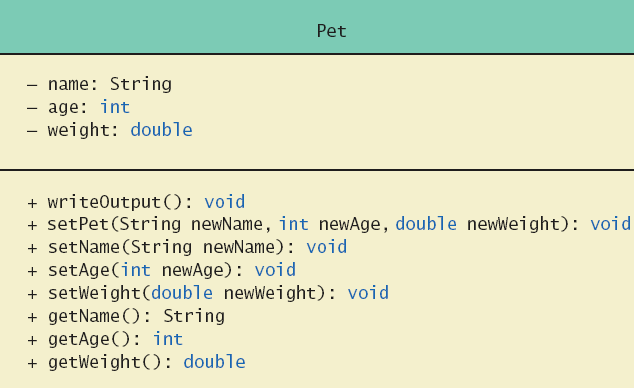 Pet
– name: String
– age: int
– weight: double
+ writeOutput(): void
+ setPet(String newName, int newAge, double newWeight): void
+ setName(String newName): void
+ setAge(int newAge): void
+ setWeight(double newWeight): void
+ getName(): String
+ getAge(): int
+ getWeight(): double